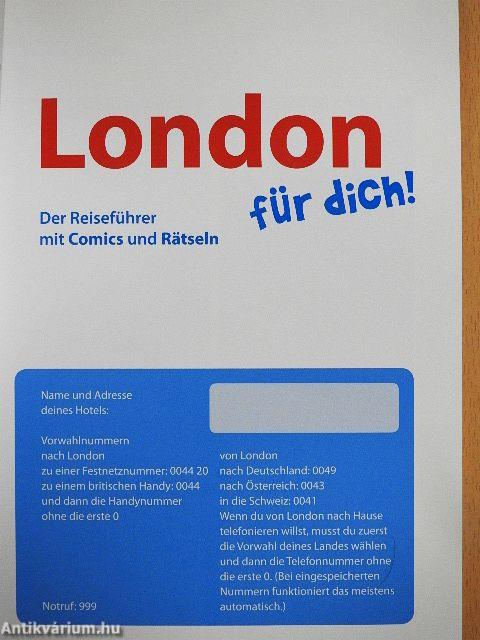 London
für dich!
Der Reiseführer
mit Comics und Rätseln
Name und Adresse
deines Hotels:
Vorwahlnummern
nach London
zu einer Festnetznummer: 0044 20
zu einem britischen Handy: 0044
und dann die Handynummer
ohne die erste 0
Notruf: 999
von London
nach Deutschland: 0049
nach Österreich: 0043
in die Schweiz: 0041
Wenn du von London nach Hause
telefonieren willst, musst du zuerst
die Vorwahl deines Landes wählen
und dann die Telefonnummer ohne
die erste 0. (Bei eingespeicherten
Nummern funktioniert das meistens
automatisch.)
Antikvárium.hu